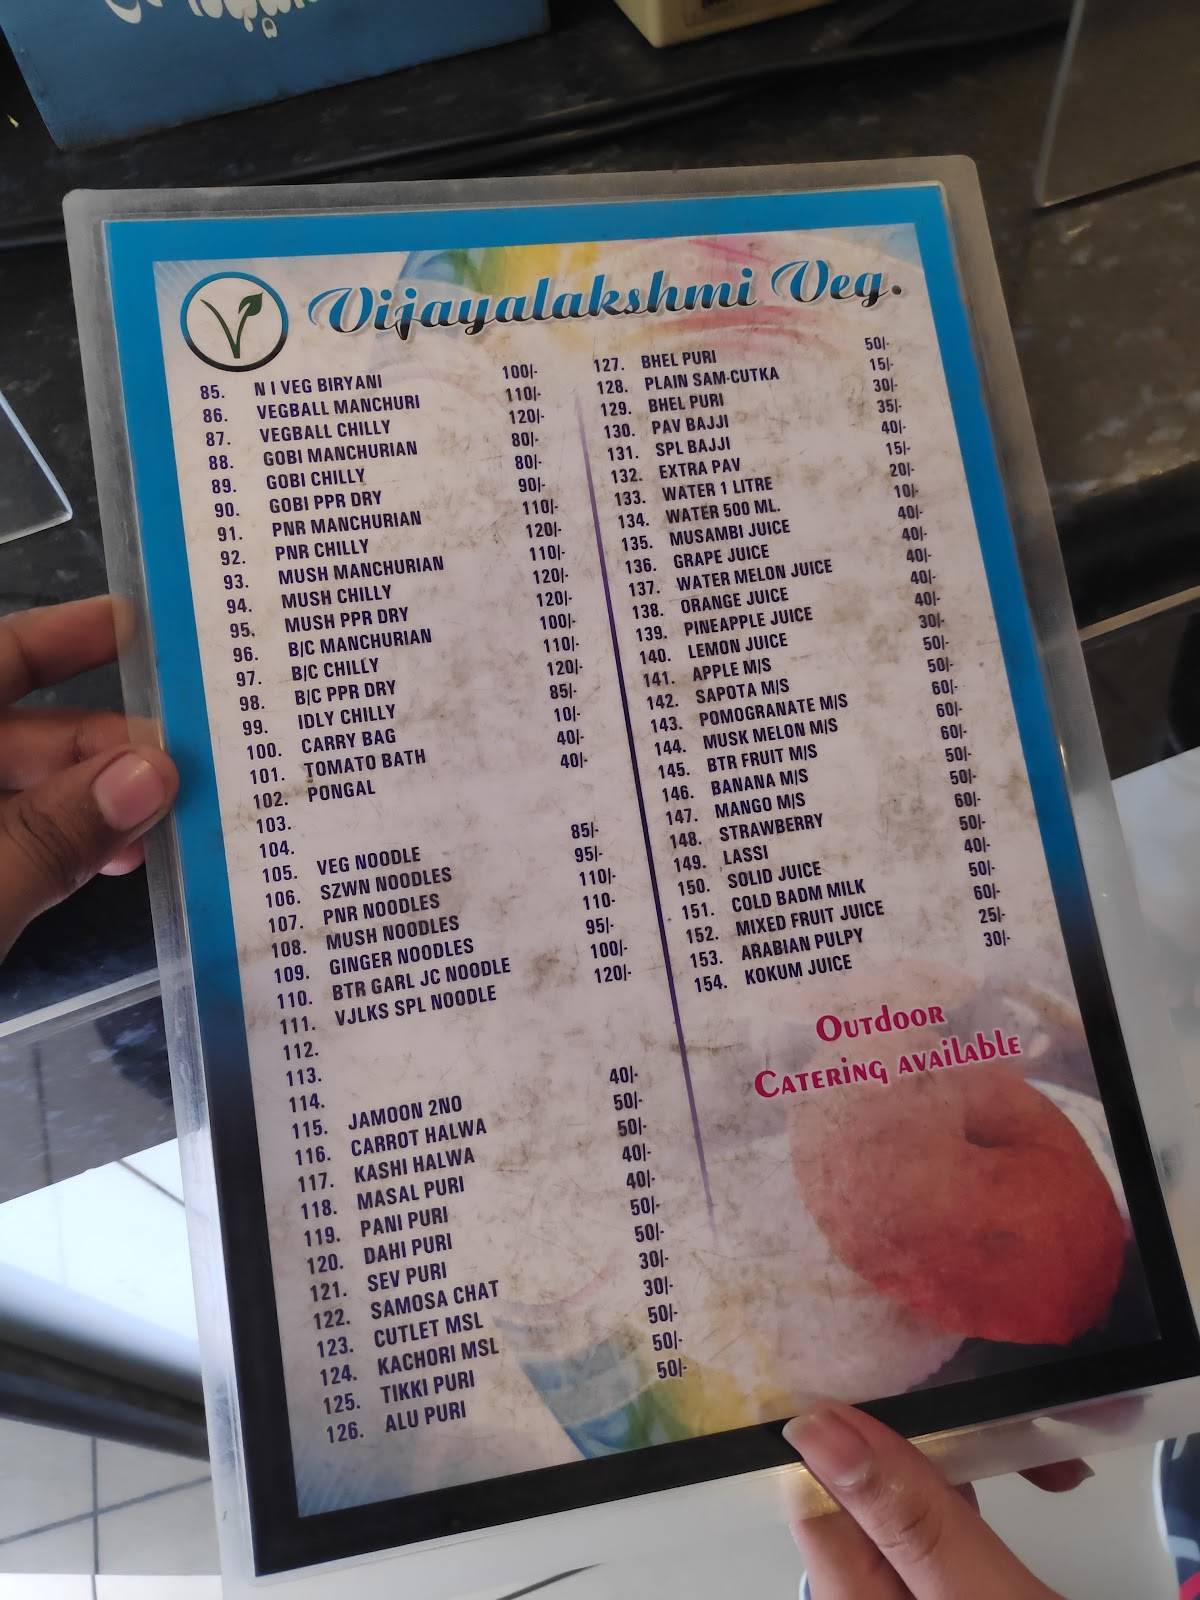 Vijayalakshmi Veg.
85. N I VEG BIRYANI 100/-
86. VEGBALL MANCHURI 110/-
87. VEGBALL CHILLY 120/-
88. GOBI MANCHURIAN 80/-
89. GOBI CHILLY 80/-
90. GOBI PPR DRY 90/-
91. PNR MANCHURIAN 110/-
92. PNR CHILLY 120/-
93. MUSH MANCHURIAN 110/-
94. MUSH CHILLY 120/-
95. MUSH PPR DRY 120/-
96. B/C MANCHURIAN 100/-
97. B/C CHILLY 110/-
98. B/C PPR DRY 120/-
99. IDLY CHILLY 85/-
100. CARRY BAG 10/-
101. TOMATO BATH 40/-
102. PONGAL 40/-
103.
104.
105. VEG NOODLE 85/-
106. SZWN NOODLES 95/-
107. PNR NOODLES 110/-
108. MUSH NOODLES 110-
109. GINGER NOODLES 95/-
110. BTR GARL JC NOODLE 100/-
111. VJLKS SPL NOODLE 120/-
112.
113.
114.
115. JAMOON 2NO 40/-
116. CARROT HALWA 50/-
117. KASHI HALWA 50/-
118. MASAL PURI 40/-
119. PANI PURI 40/-
120. DAHI PURI 50/-
121. SEV PURI 50/-
122. SAMOSA CHAT 30/-
123. CUTLET MSL 30/-
124. KACHORI MSL 50/-
125. TIKKI PURI 50/-
126. ALU PURI 50/-
127. BHEL PURI 50/-
128. PLAIN SAM-CUTKA 15/-
129. BHEL PURI 30/-
130. PAV BAJJI 35/-
131. SPL BAJJI 40/-
132. EXTRA PAV 15/-
133. WATER 1 LITRE 20/-
134. WATER 500 ML. 10/-
135. MUSAMBI JUICE 40/-
136. GRAPE JUICE 40/-
137. WATER MELON JUICE 40/-
138. ORANGE JUICE 40/-
139. PINEAPPLE JUICE 40/-
140. LEMON JUICE 30/-
141. APPLE M/S 50/-
142. SAPOTA M/S 50/-
143. POMOGRANATE M/S 60/-
144. MUSK MELON M/S 60/-
145. BTR FRUIT M/S 60/-
146. BANANA M/S 50/-
147. MANGO M/S 50/-
148. STRAWBERRY 60/-
149. LASSI 50/-
150. SOLID JUICE 40/-
151. COLD BADM MILK 50/-
152. MIXED FRUIT JUICE 60/-
153. ARABIAN PULPY 25/-
154. KOKUM JUICE 30/-
OUTdOOR
CATERiNG AVAilABLE